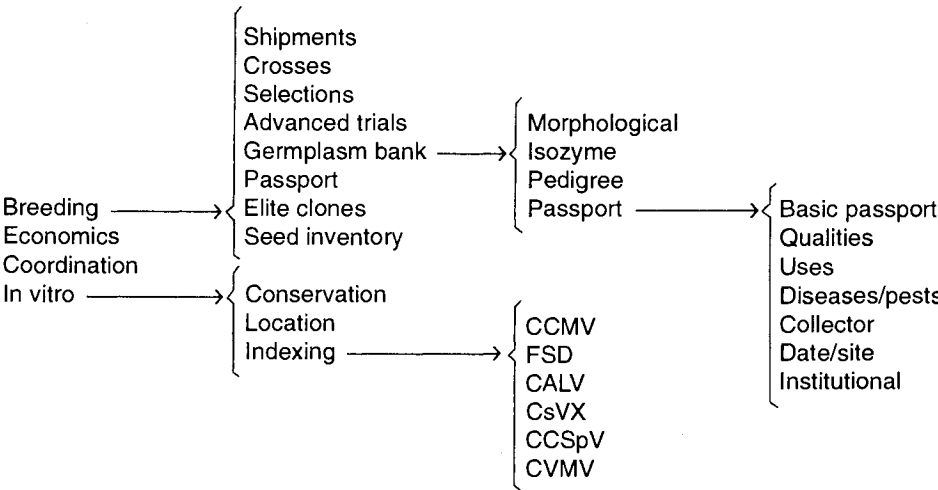 Breeding
Economics
Coordination
In vitro
Shipments
Crosses
Selections
Advanced trials
Germplasm bank
Passport
Elite clones
Seed inventory
Conservation
Location
Indexing
Morphological
Isozyme
Pedigree
Passport
CCMV
FSD
CALV
CsVX
CCSpV
CVMV
Basic passport
Qualities
Uses
Diseases/pests
Collector
Date/site
Institutional